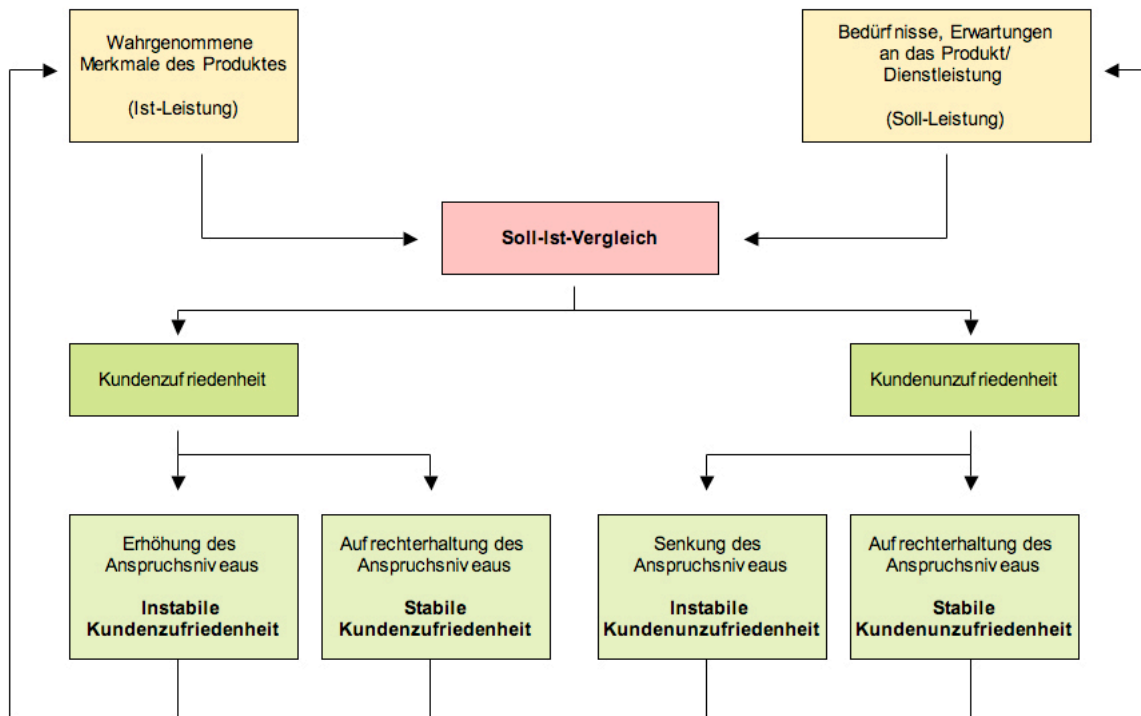 Wahrgenommene
Merkmale des Produktes
(Ist-Leistung)
Bedürfnisse, Erwartungen
an das Produkt/
Dienstleistung
(Soll-Leistung)
Soll-Ist-Vergleich
Kundenzufriedenheit
Kundenunzufriedenheit
Erhöhung des
Anspruchsniveaus
Instabile
Kundenzufriedenheit
Aufrechterhaltung des
Anspruchsniveaus
Stabile
Kundenzufriedenheit
Senkung des
Anspruchsniveaus
Instabile
Kundenunzufriedenheit
Aufrechterhaltung des
Anspruchsniveaus
Stabile
Kundenunzufriedenheit